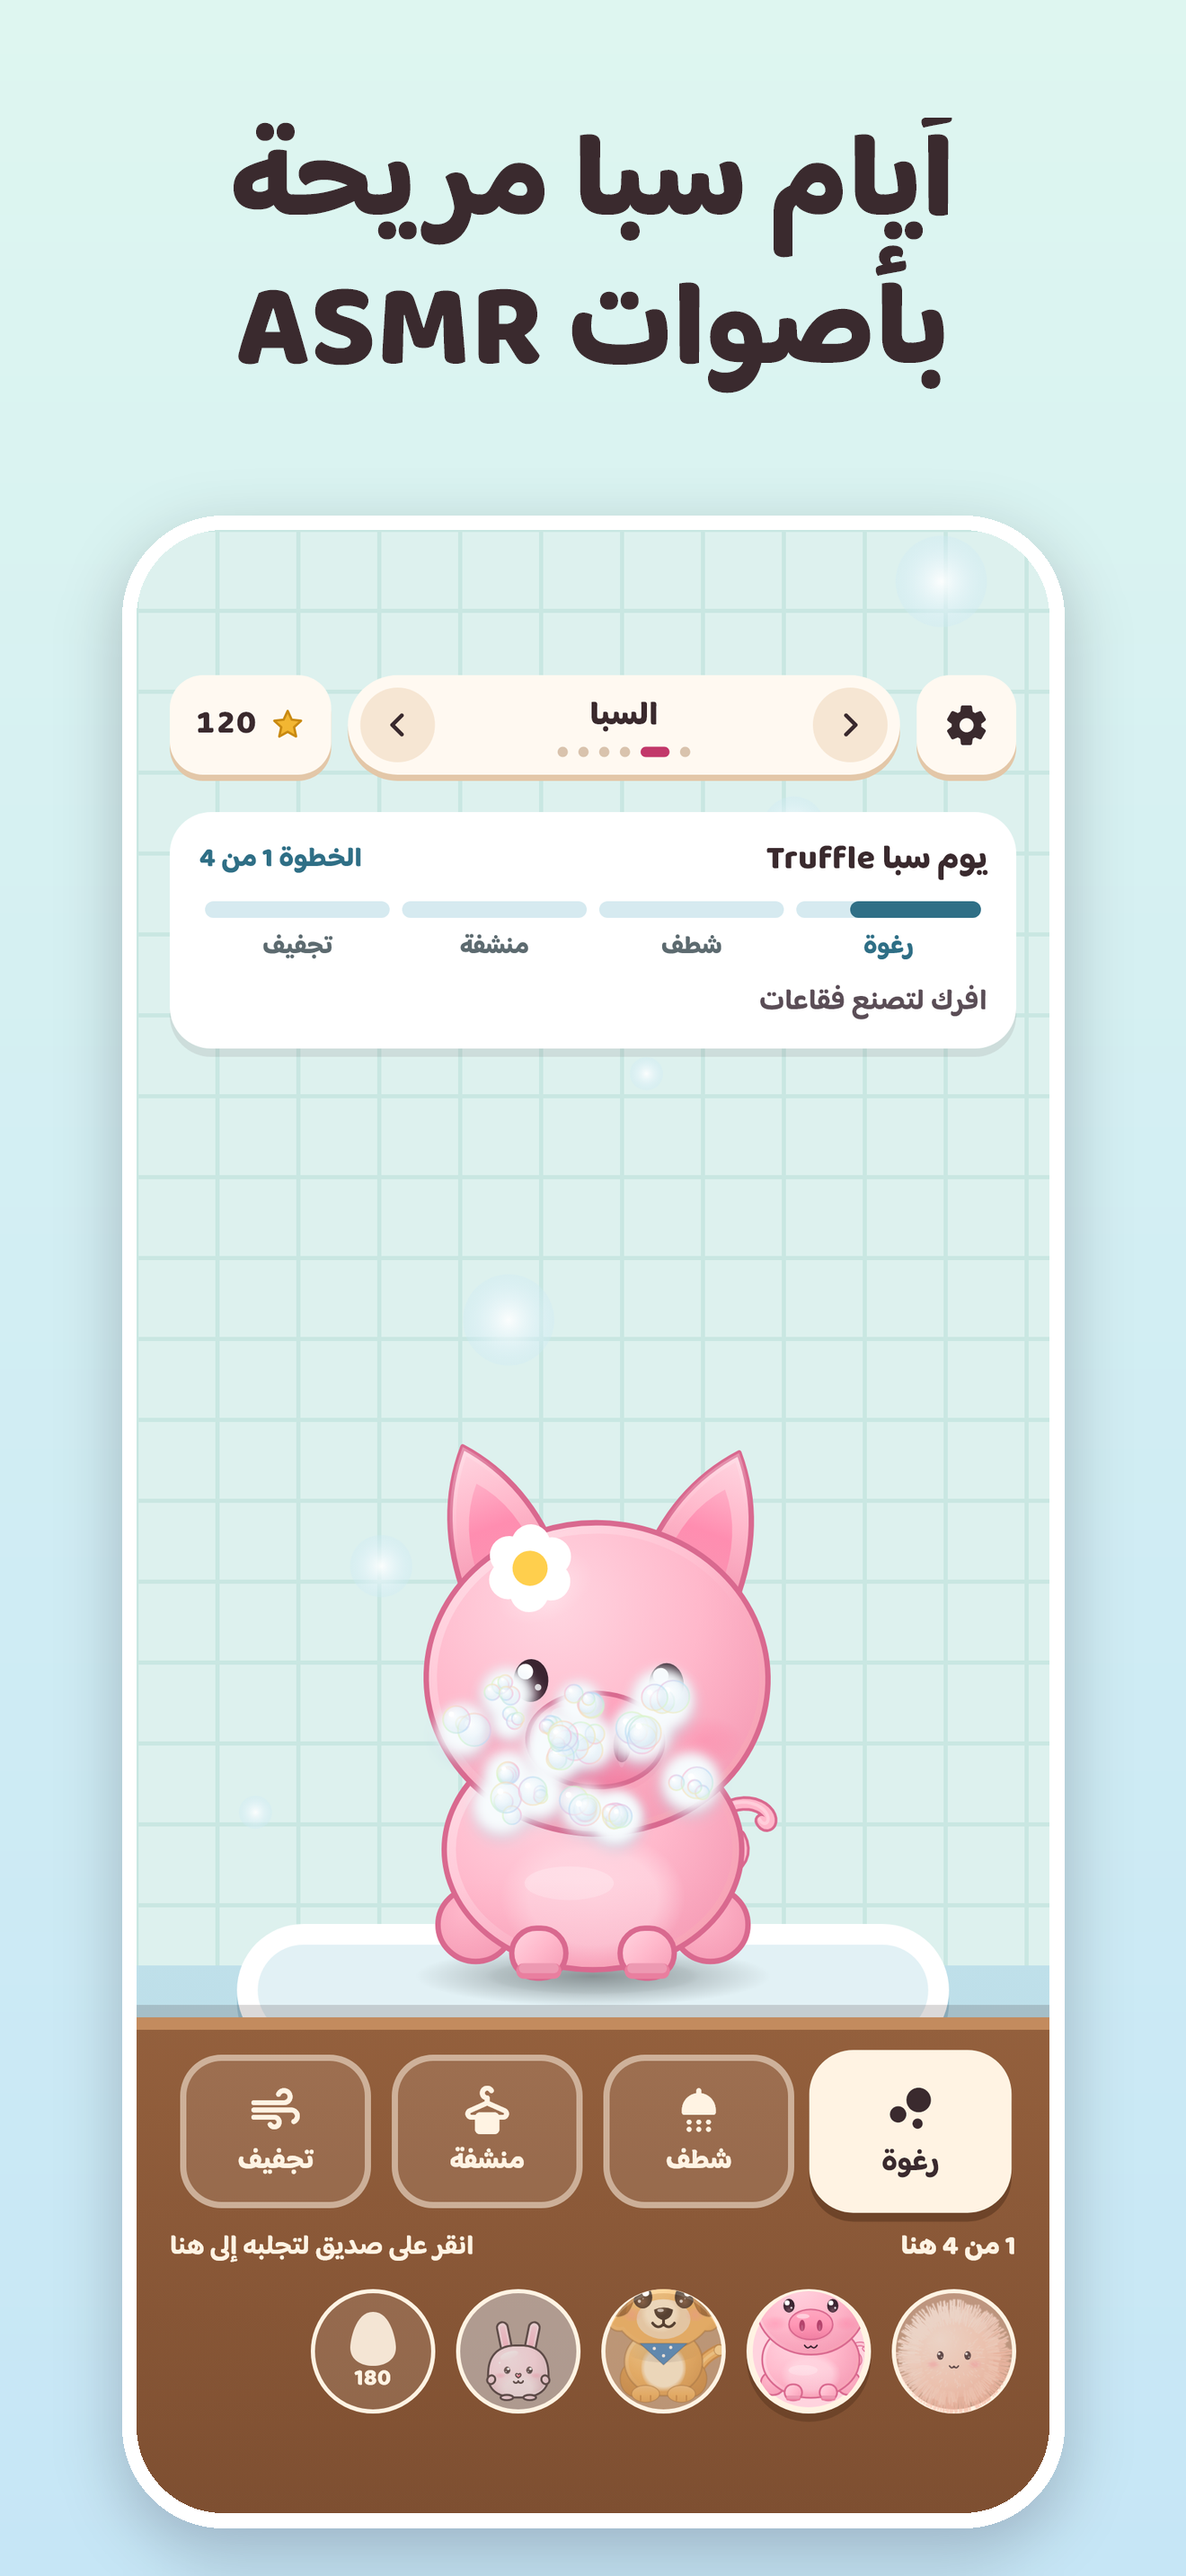 أيام سبا مريحة
بأصوات ASMR
السبا
120
يوم سبا Truffle
الخطوة 1 من 4
رغوة
شطف
منشفة
تجفيف
افرك لتصنع فقاعات
رغوة
شطف
منشفة
تجفيف
1 من 4 هنا
انقر على صديق لتجلبه إلى هنا
180